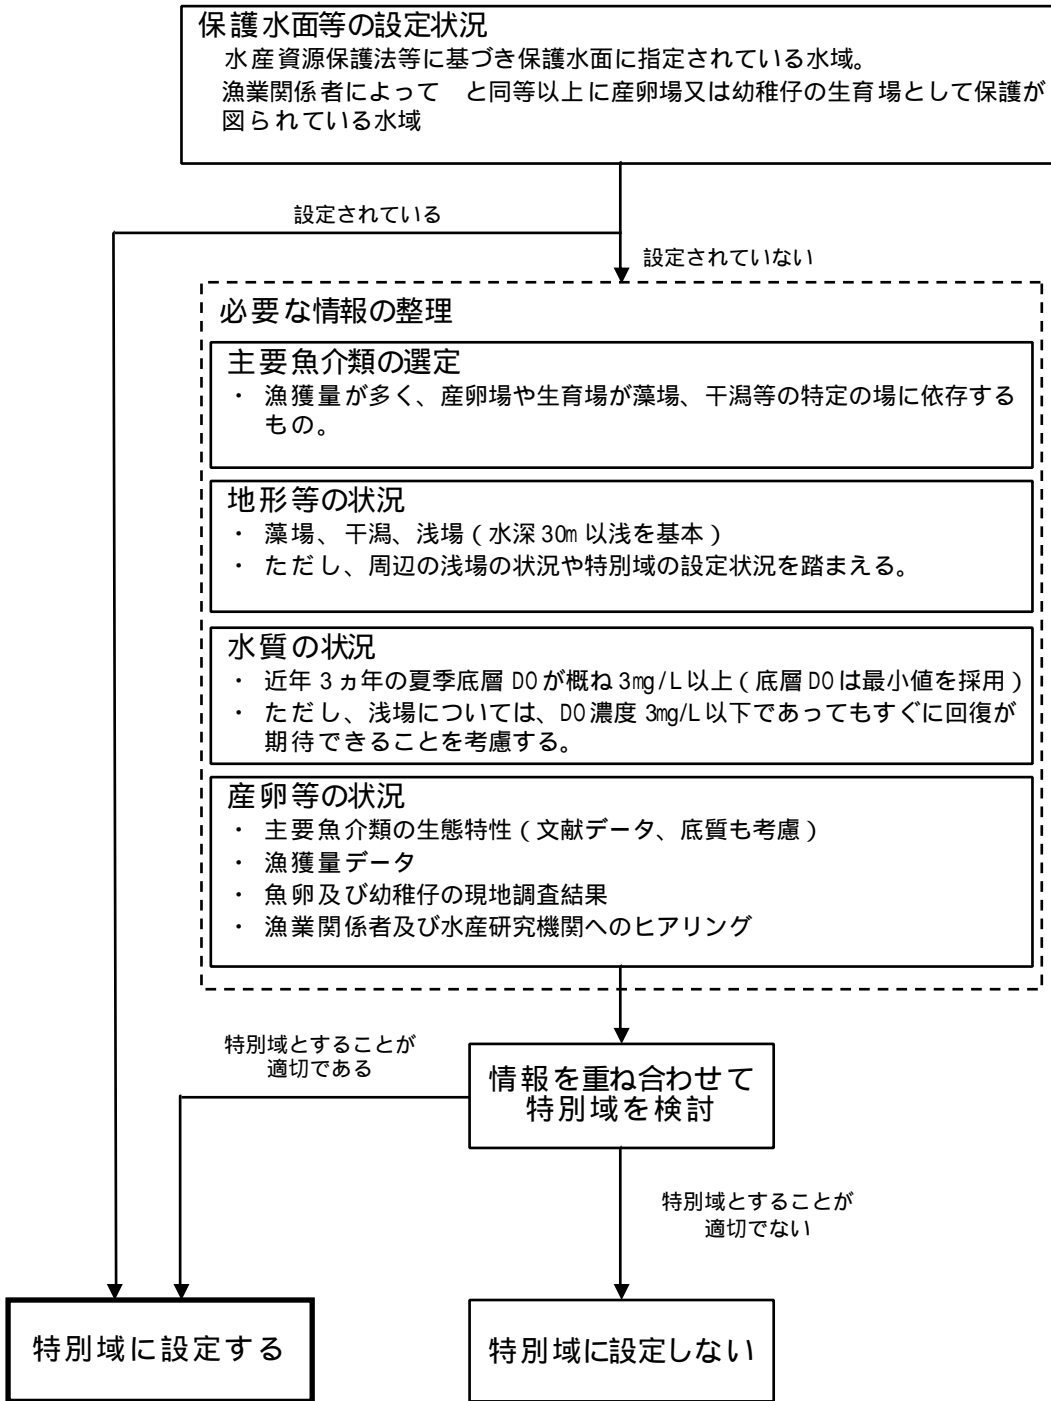 保護水面等の設定状況
水産資源保護法等に基づき保護水面に指定されている水域。
漁業関係者によって　と同等以上に産卵場又は幼稚仔の生育場として保護が
図られている水域
設定されている
設定されていない
必要な情報の整理
主要魚介類の選定
・ 漁獲量が多く、産卵場や生育場が藻場、干潟等の特定の場に依存する
もの。
地形等の状況
・ 藻場、干潟、浅場（水深30m以浅を基本）
・ ただし、周辺の浅場の状況や特別域の設定状況を踏まえる。
水質の状況
・ 近年3ヵ年の夏季底層DOが概ね3mg/L以上（底層DOは最小値を採用）
・ ただし、浅場については、DO濃度3mg/L以下であってもすぐに回復が
期待できることを考慮する。
産卵等の状況
・ 主要魚介類の生態特性（文献データ、底質も考慮）
・ 漁獲量データ
・ 魚卵及び幼稚仔の現地調査結果
・ 漁業関係者及び水産研究機関へのヒアリング
特別域とすることが
適切である
情報を重ね合わせて
特別域を検討
特別域とすることが
適切でない
特別域に設定する
特別域に設定しない